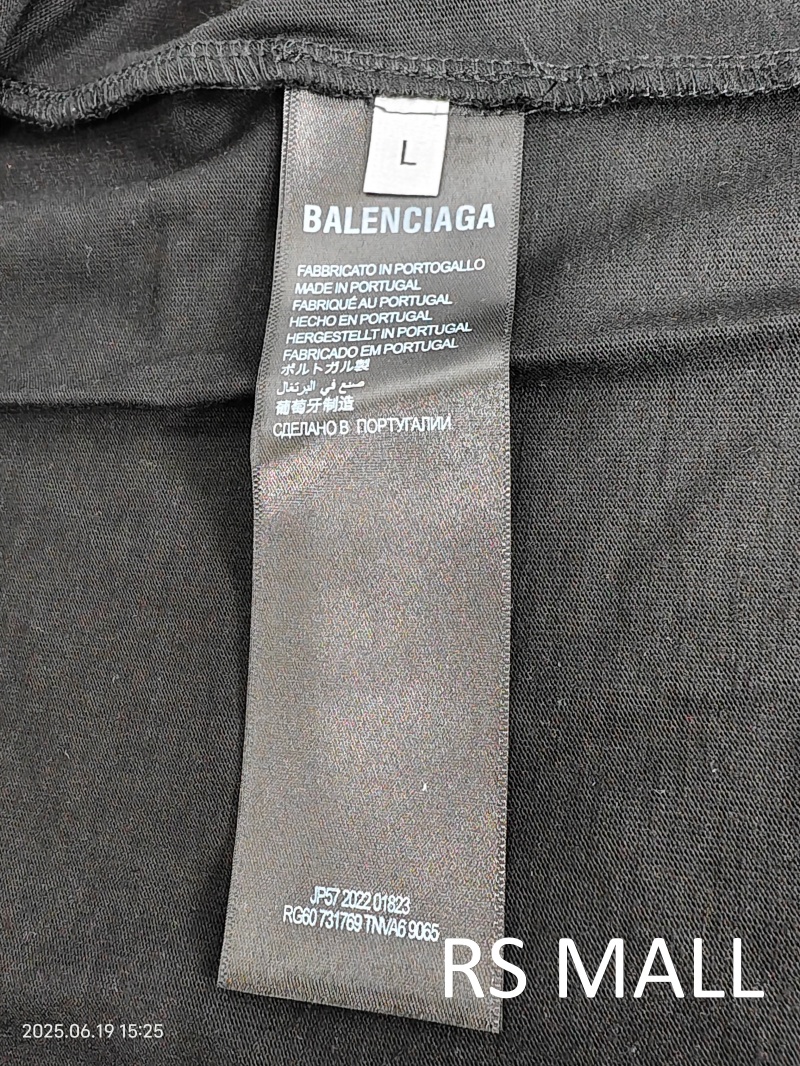 L
BALENCIAGA
FABBRICATO IN PORTOGALLO
MADE IN PORTUGAL
FABRIQUÉ AU PORTUGAL
HECHO EN PORTUGAL
HERGESTELLT IN PORTUGAL
FABRICADO EM PORTUGAL
ポルトガル製
صنع في البرتغال
葡萄牙制造
СДЕЛАНО В ПОРТУГАЛИИ
JP57 2022 01823
RG60 731769 TNVA6 9065
RS MALL
2025.06.19 15:25